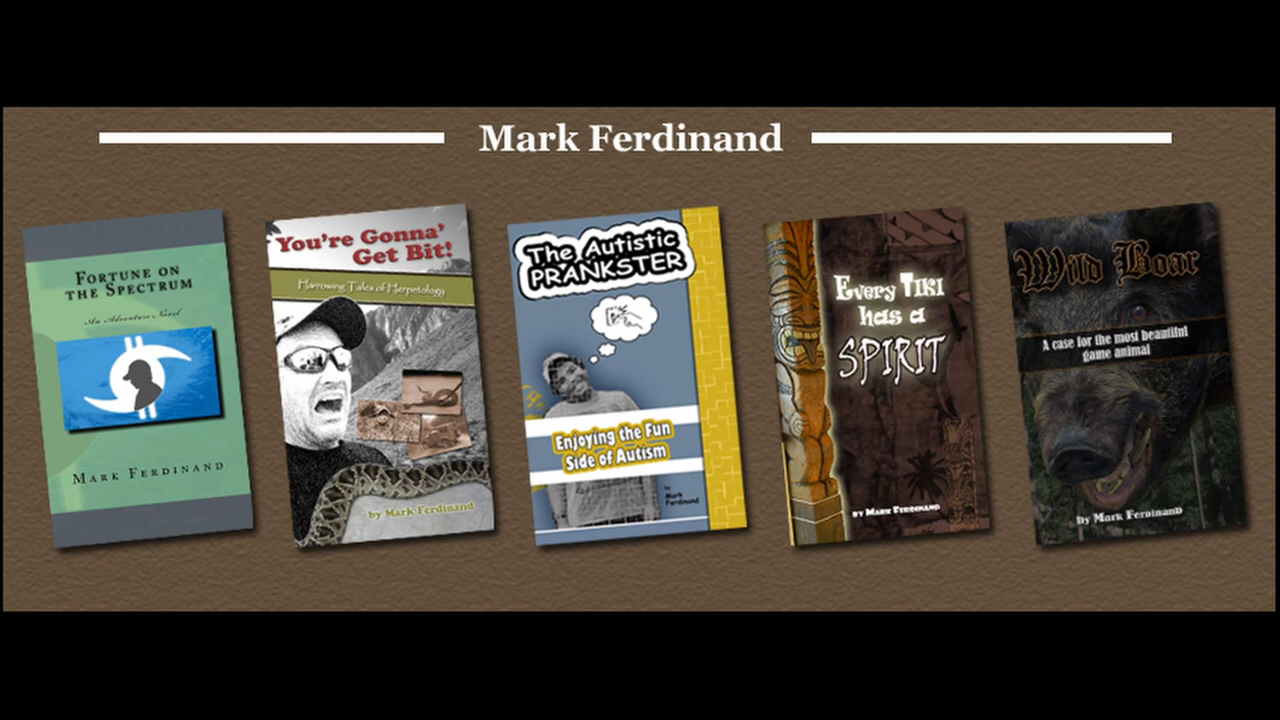 Mark Ferdinand
FORTUNE ON
THE SPECTRUM
An Adventure Novel
MARK FERDINAND
You're Gonna'
Get Bit!
Harrowing Tales of Herpetology
by Mark Ferdinand
The Autistic
PRANKSTER
Enjoying the Fun
Side of Autism
by
Mark
Ferdinand
Every TIKI
has a
SPIRIT
BY MARK FERDINAND
Wild Boar
A case for the most beautiful
game animal
by Mark Ferdinand